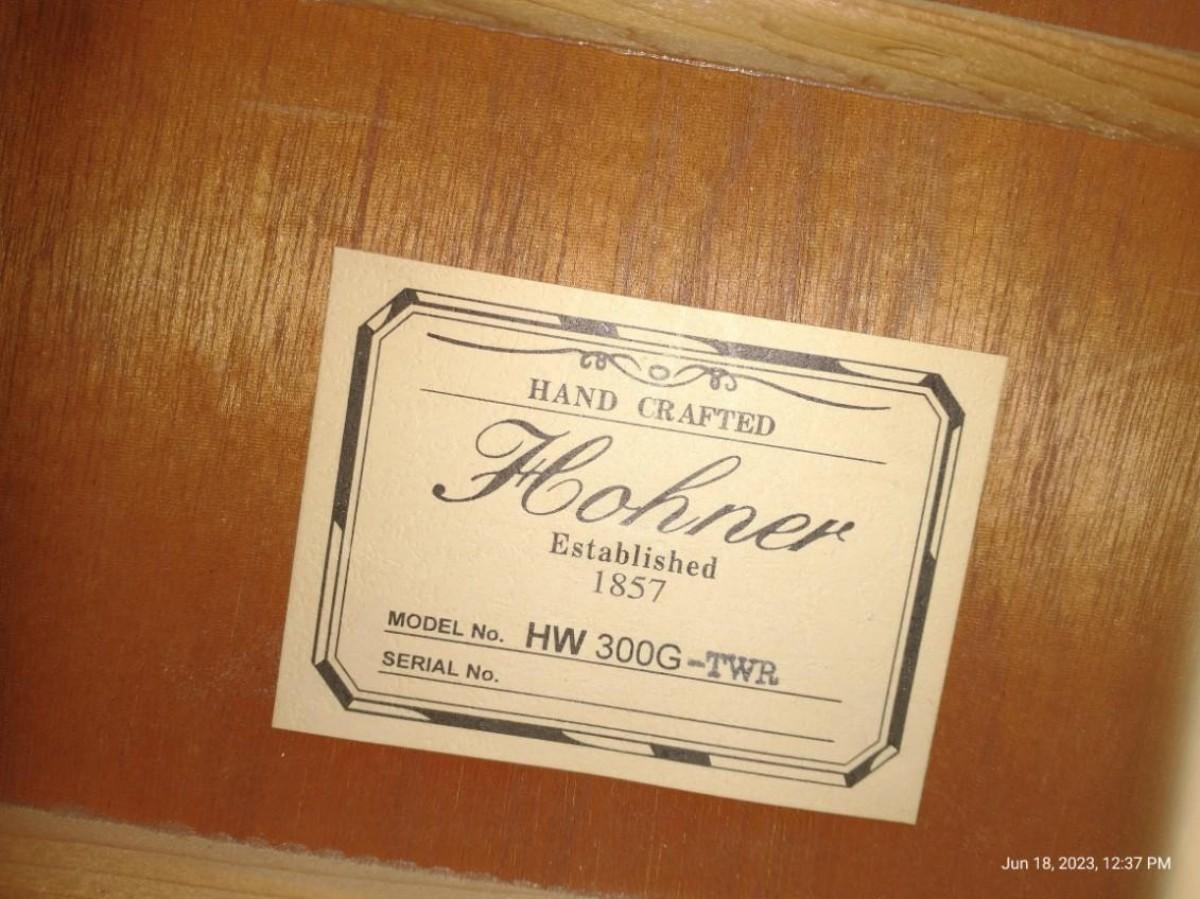 HAND CRAFTED
Hohner
Established
1857
MODEL No. HW 300G-TWR
SERIAL No.
Jun 18, 2023, 12:37 PM